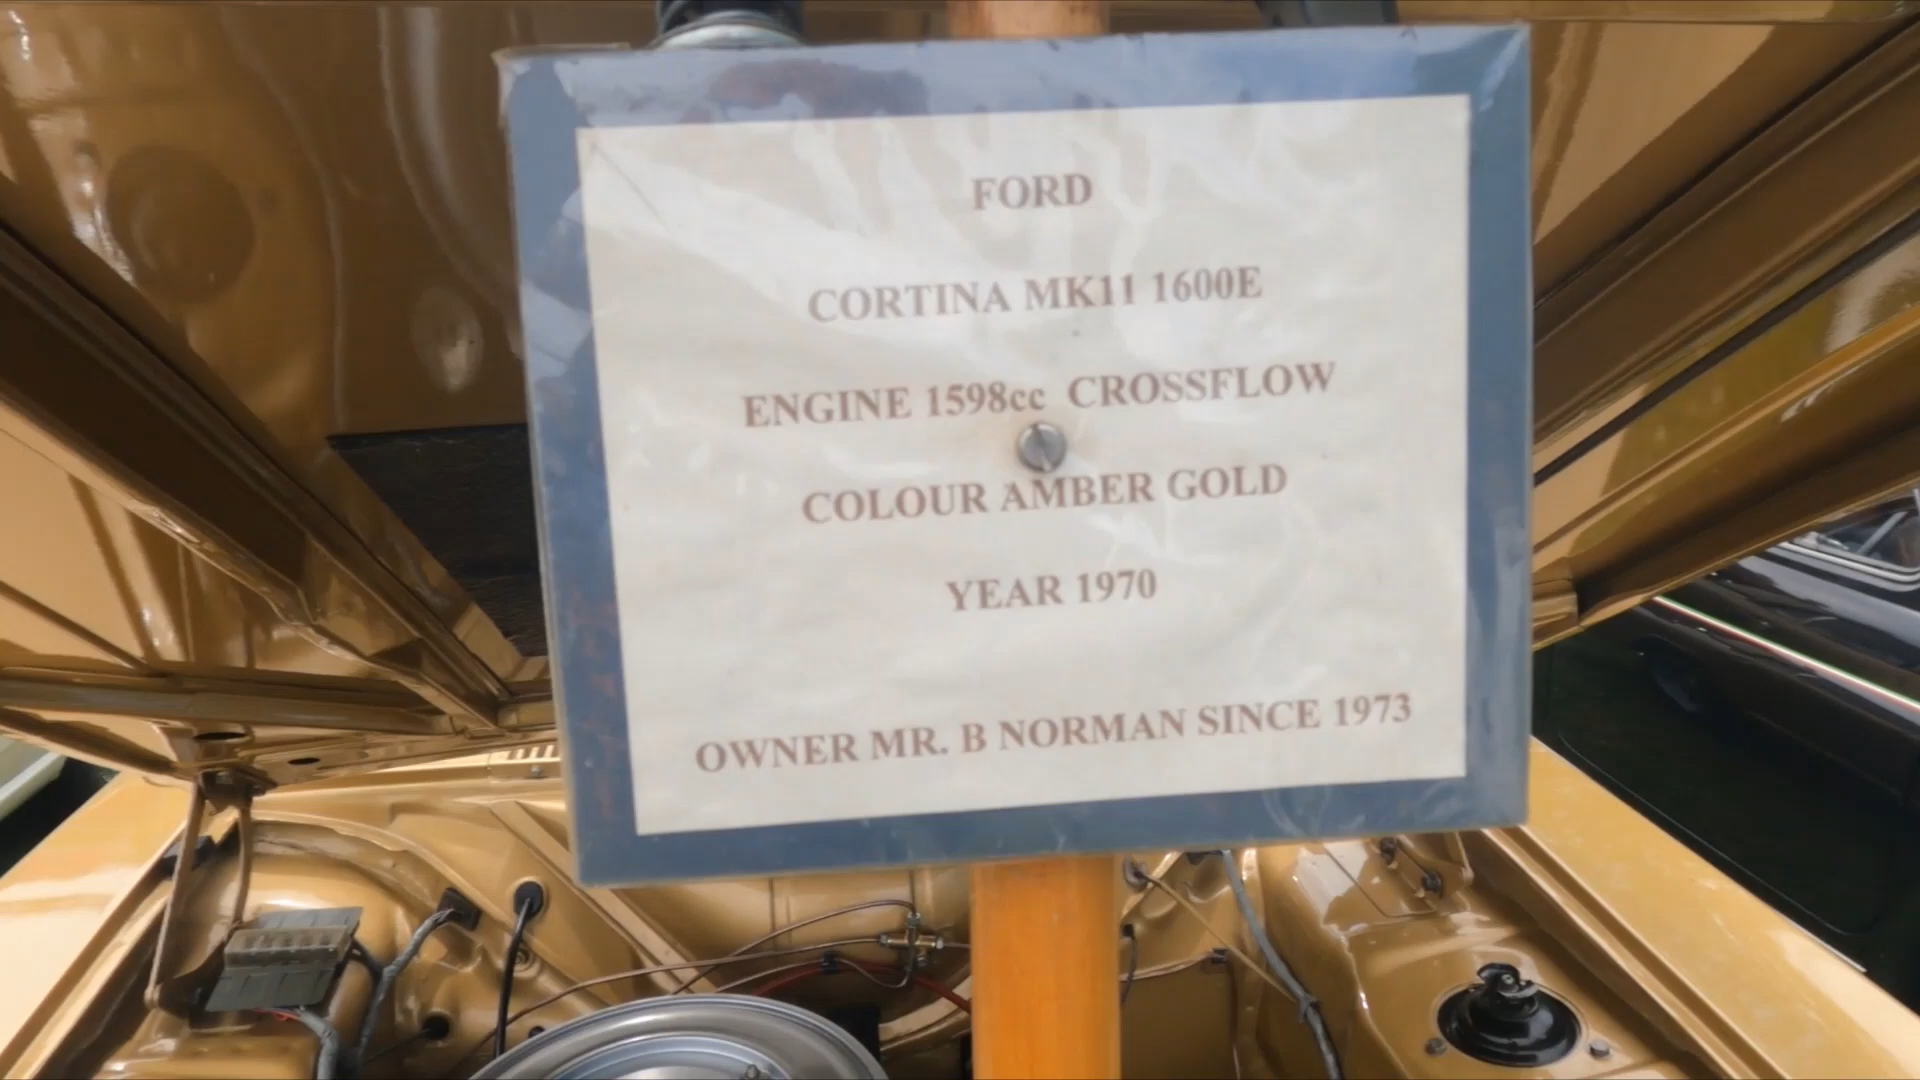 FORD
CORTINA MK11 1600E
ENGINE 1598cc CROSSFLOW
COLOUR AMBER GOLD
YEAR 1970
OWNER MR. B NORMAN SINCE 1973